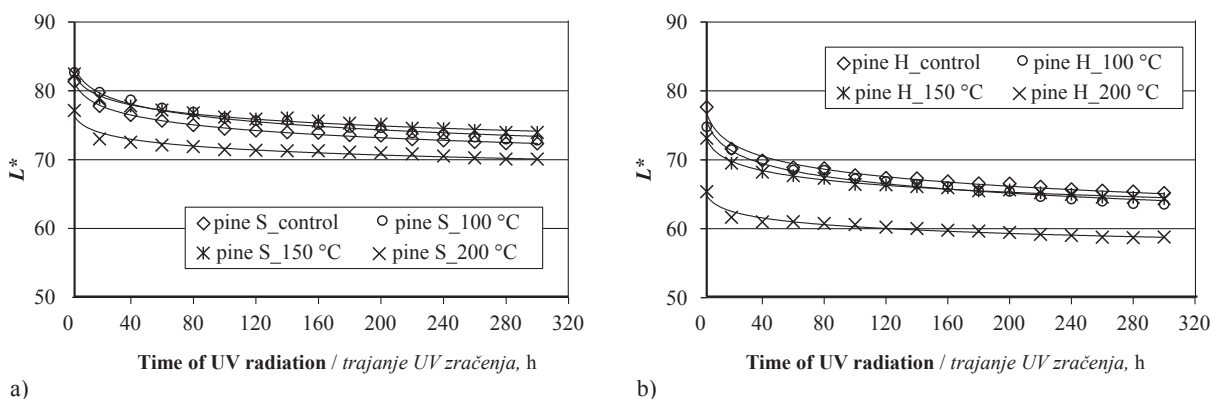 90
80
70
60
50
L*
pine S_control pine S_100 °C
pine S_150 °C pine S_200 °C
0 40 80 120 160 200 240 280 320
Time of UV radiation / trajanje UV zračenja, h
a)
90
80
70
60
50
L*
pine H_control pine H_100 °C
pine H_150 °C pine H_200 °C
0 40 80 120 160 200 240 280 320
Time of UV radiation / trajanje UV zračenja, h
b)